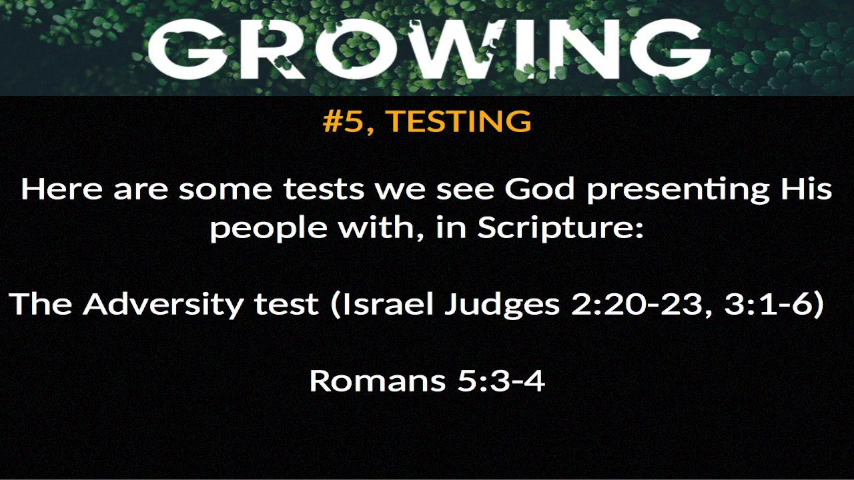 GROWING
#5, TESTING
Here are some tests we see God presenting His
people with, in Scripture:
The Adversity test (Israel Judges 2:20-23, 3:1-6)
Romans 5:3-4